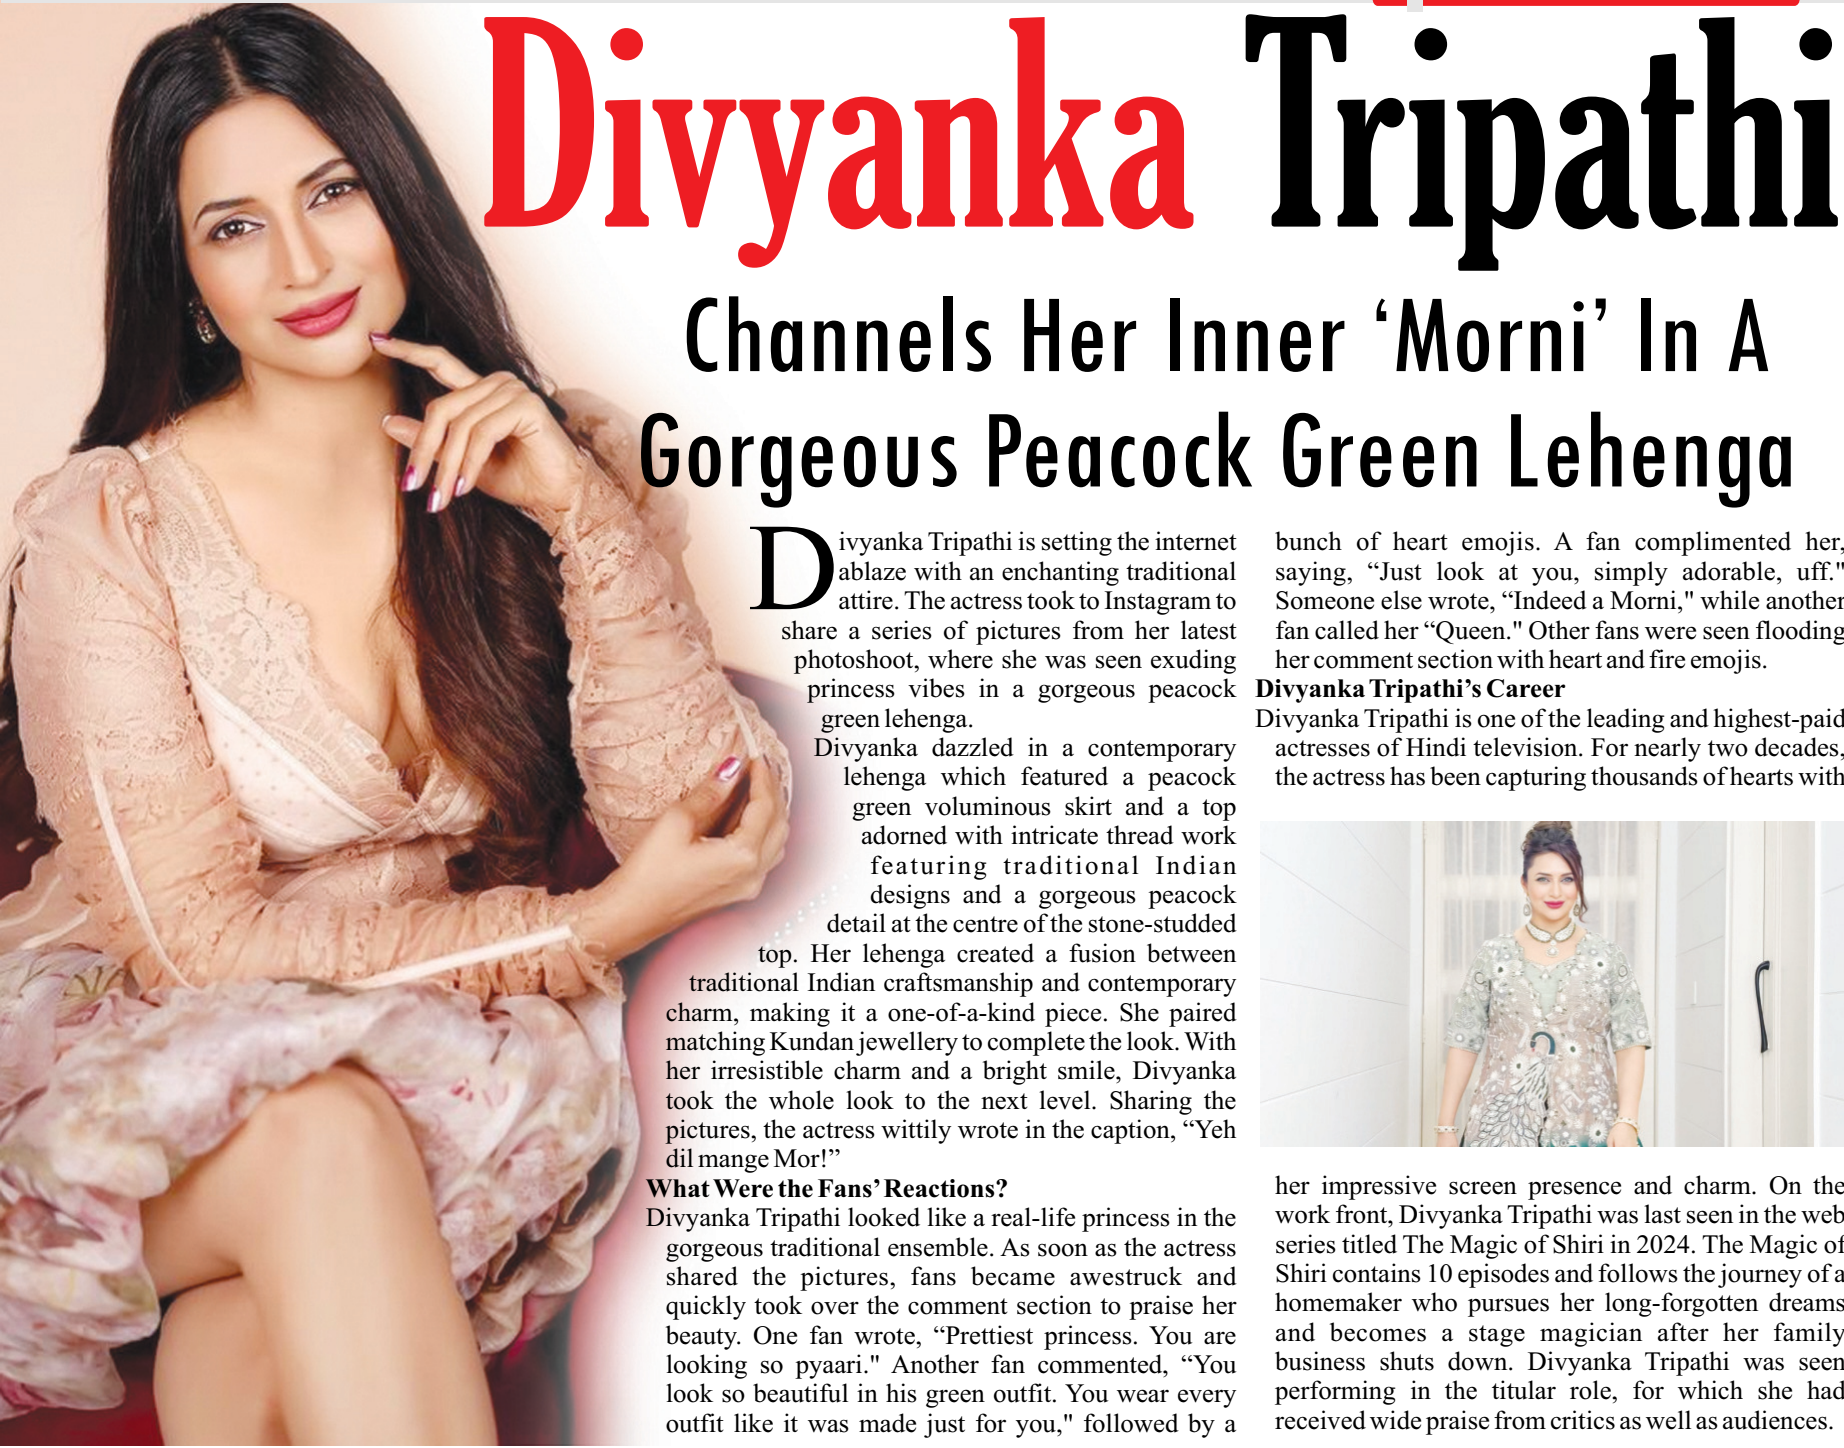 Divyanka Tripathi
Channels Her Inner ‘Morni’ In A
Gorgeous Peacock Green Lehenga
Divyanka Tripathi is setting the internet
ablaze with an enchanting traditional
attire. The actress took to Instagram to
share a series of pictures from her latest
photoshoot, where she was seen exuding
princess vibes in a gorgeous peacock
green lehenga.
Divyanka dazzled in a contemporary
lehenga which featured a peacock
green voluminous skirt and a top
adorned with intricate thread work
featuring traditional Indian
designs and a gorgeous peacock
detail at the centre of the stone-studded
top. Her lehenga created a fusion between
traditional Indian craftsmanship and contemporary
charm, making it a one-of-a-kind piece. She paired
matching Kundan jewellery to complete the look. With
her irresistible charm and a bright smile, Divyanka
took the whole look to the next level. Sharing the
pictures, the actress wittily wrote in the caption, “Yeh
dil mange Mor!”
What Were the Fans’ Reactions?
Divyanka Tripathi looked like a real-life princess in the
gorgeous traditional ensemble. As soon as the actress
shared the pictures, fans became awestruck and
quickly took over the comment section to praise her
beauty. One fan wrote, “Prettiest princess. You are
looking so pyaari." Another fan commented, “You
look so beautiful in his green outfit. You wear every
outfit like it was made just for you," followed by a
bunch of heart emojis. A fan complimented her,
saying, “Just look at you, simply adorable, uff."
Someone else wrote, “Indeed a Morni," while another
fan called her “Queen." Other fans were seen flooding
her comment section with heart and fire emojis.
Divyanka Tripathi’s Career
Divyanka Tripathi is one of the leading and highest-paid
actresses of Hindi television. For nearly two decades,
the actress has been capturing thousands of hearts with
her impressive screen presence and charm. On the
work front, Divyanka Tripathi was last seen in the web
series titled The Magic of Shiri in 2024. The Magic of
Shiri contains 10 episodes and follows the journey of a
homemaker who pursues her long-forgotten dreams
and becomes a stage magician after her family
business shuts down. Divyanka Tripathi was seen
performing in the titular role, for which she had
received wide praise from critics as well as audiences.